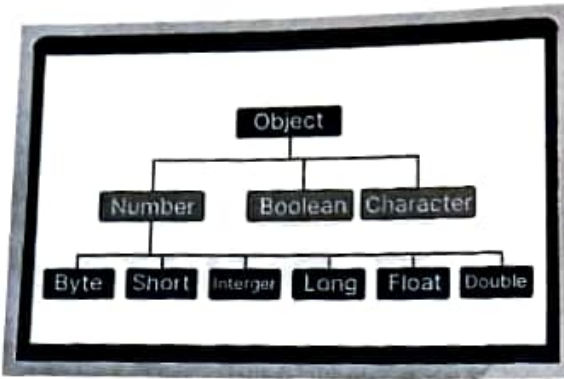 Object
Number Boolean Character
Byte Short Interger Long Float Double